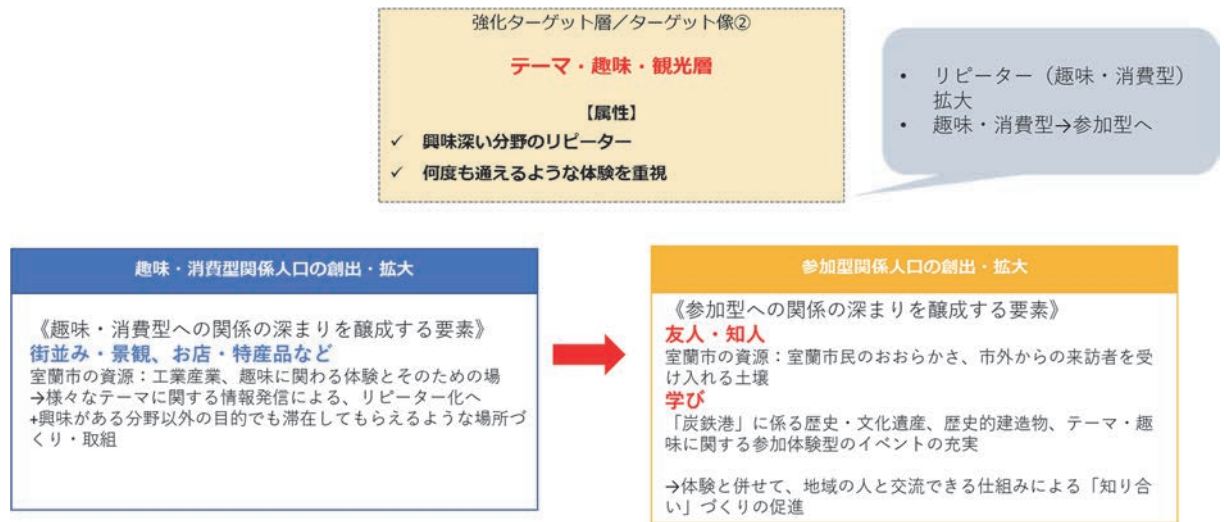 強化ターゲット層／ターゲット像②
テーマ・趣味・観光層
【属性】
✓ 興味深い分野のリピーター
✓ 何度も通えるような体験を重視
• リピーター（趣味・消費型）
拡大
• 趣味・消費型→参加型へ
趣味・消費型関係人口の創出・拡大
《趣味・消費型への関係の深まりを醸成する要素》
街並み・景観、お店・特産品など
室蘭市の資源：工業産業、趣味に関わる体験とそのための場
→様々なテーマに関する情報発信による、リピーター化へ
+興味がある分野以外の目的でも滞在してもらえるような場所づ
くり・取組
参加型関係人口の創出・拡大
《参加型への関係の深まりを醸成する要素》
友人・知人
室蘭市の資源：室蘭市民のおおらかさ、市外からの来訪者を受
け入れる土壌
学び
「炭鉄港」に係る歴史・文化遺産、歴史的建造物、テーマ・趣
味に関する参加体験型のイベントの充実
→体験と併せて、地域の人と交流できる仕組みによる「知り合
い」づくりの促進